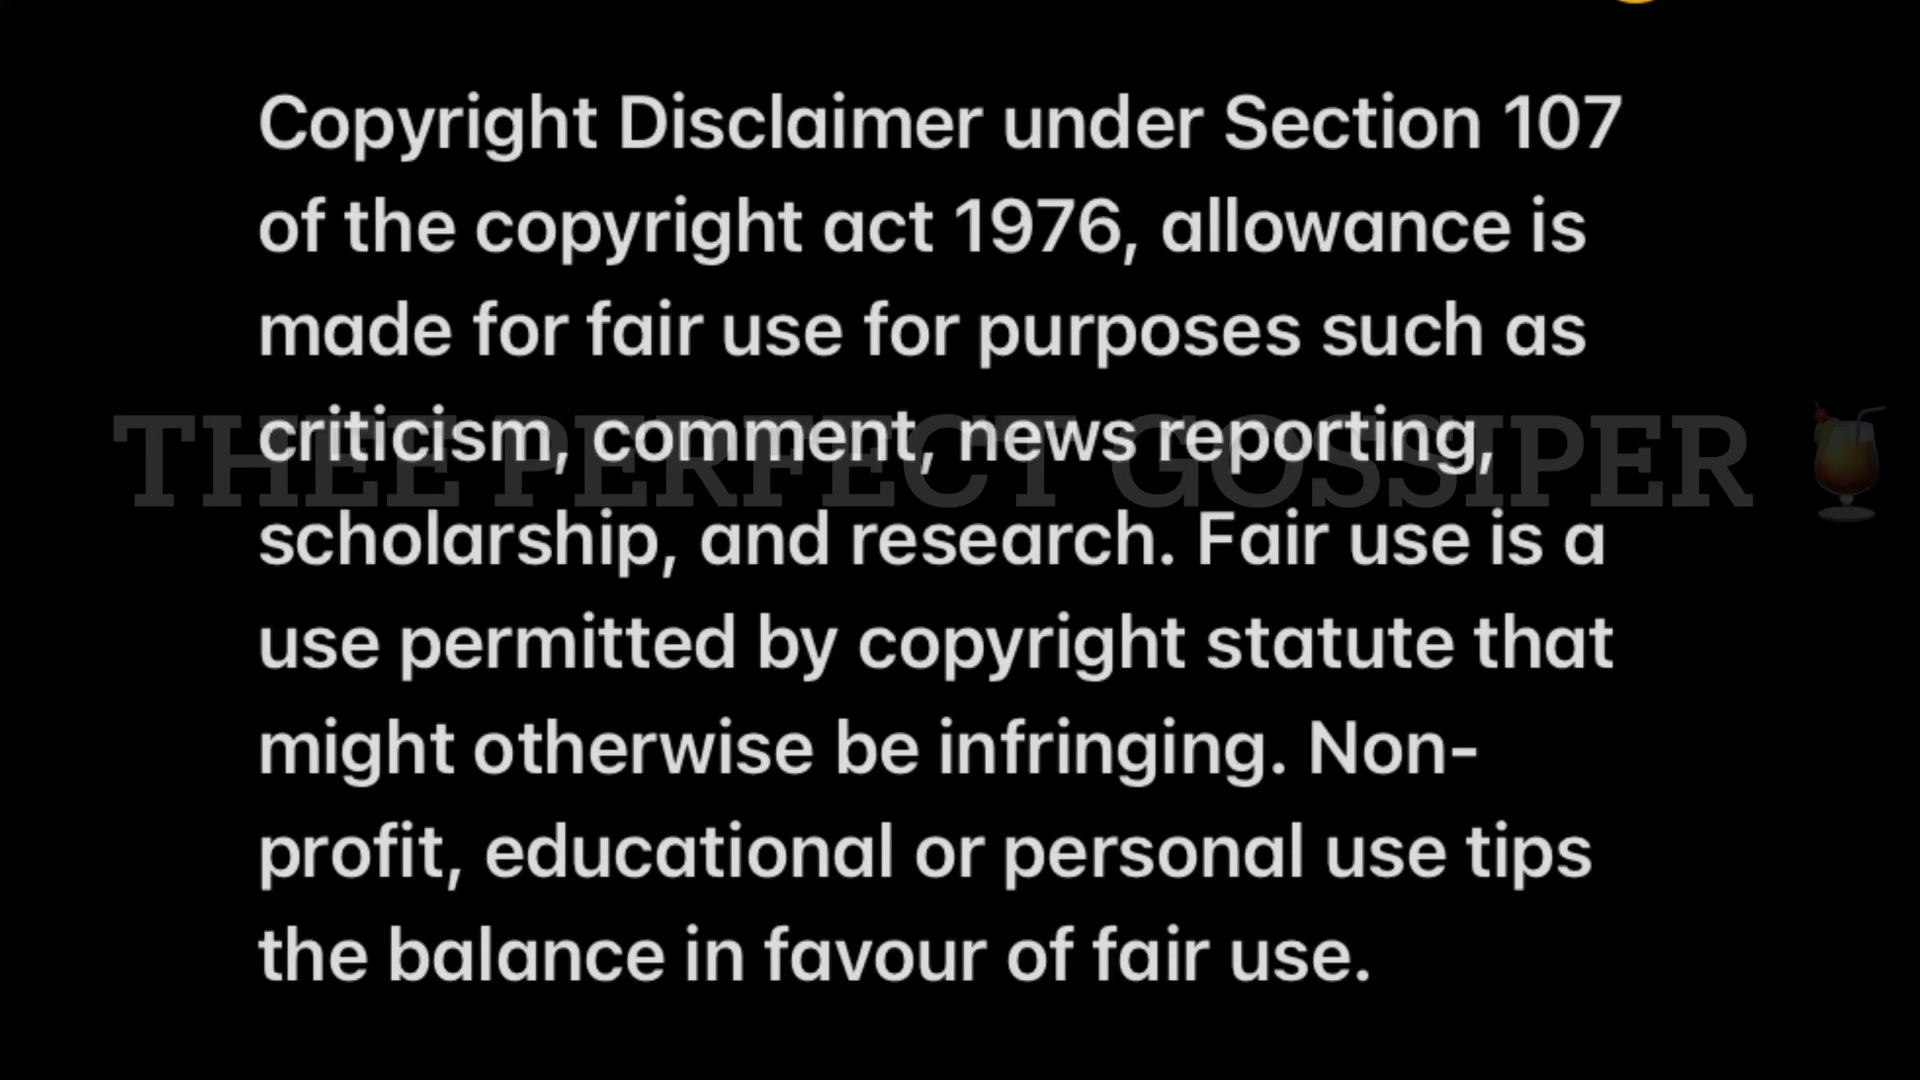 Copyright Disclaimer under Section 107
of the copyright act 1976, allowance is
made for fair use for purposes such as
THEE PERFECT GOSSIPER
criticism, comment, news reporting,
scholarship, and research. Fair use is a
use permitted by copyright statute that
might otherwise be infringing. Non-
profit, educational or personal use tips
the balance in favour of fair use.